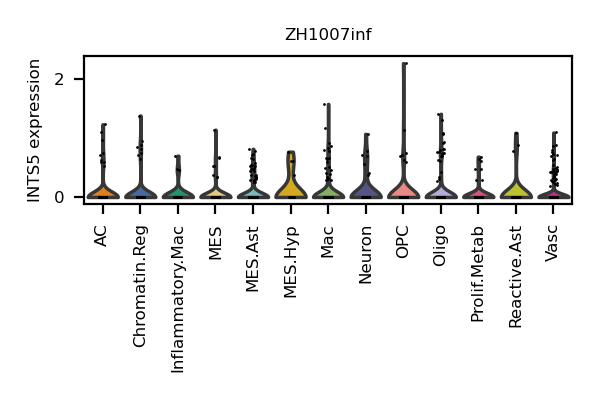 ZH1007inf
INTS5 expression
2
0
AC
Chromatin.Reg
Inflammatory.Mac
MES
MES.Ast
MES.Hyp
Mac
Neuron
OPC
Oligo
Prolif.Metab
Reactive.Ast
Vasc